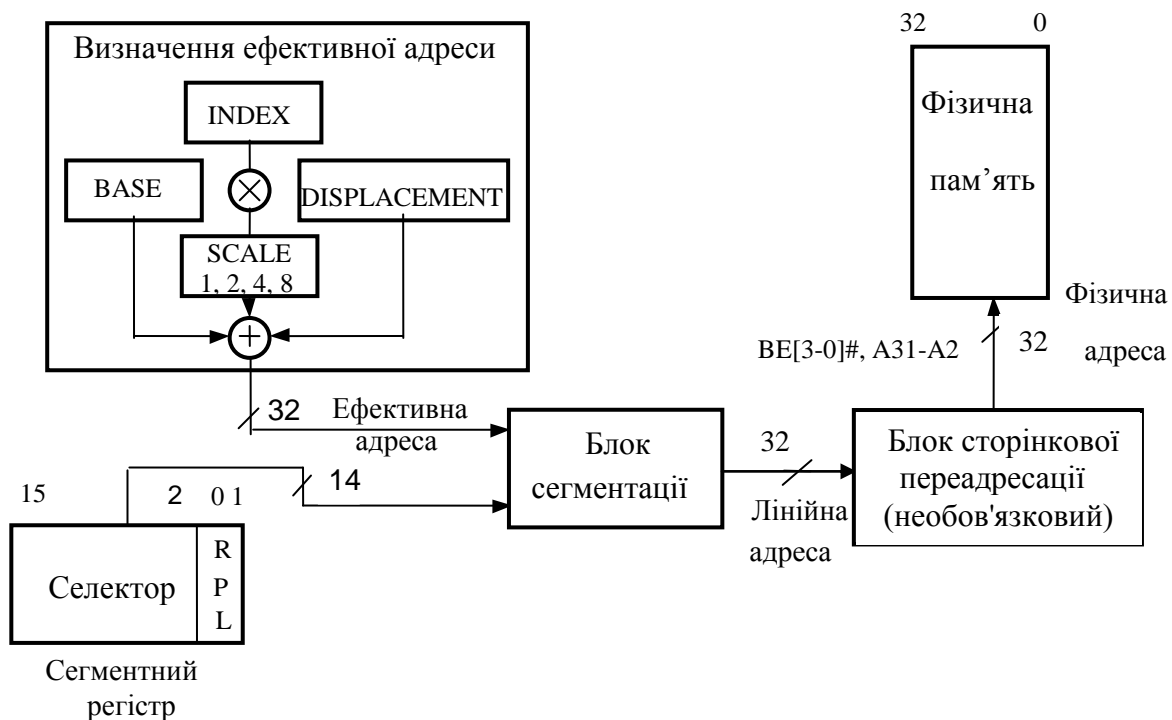 32 0
Визначення ефективної адреси
INDEX
Фізична
пам’ять
BASE
DISPLACEMENT
SCALE
1, 2, 4, 8
Фізична
адреса
BE[3-0]#, A31-A2
32
32
Ефективна
адреса
Блок
сегментації
32
Лінійна
адреса
Блок сторінкової
переадресації
(необов'язковий)
14
15 2 0 1
Селектор
R
P
L
Сегментний
регістр